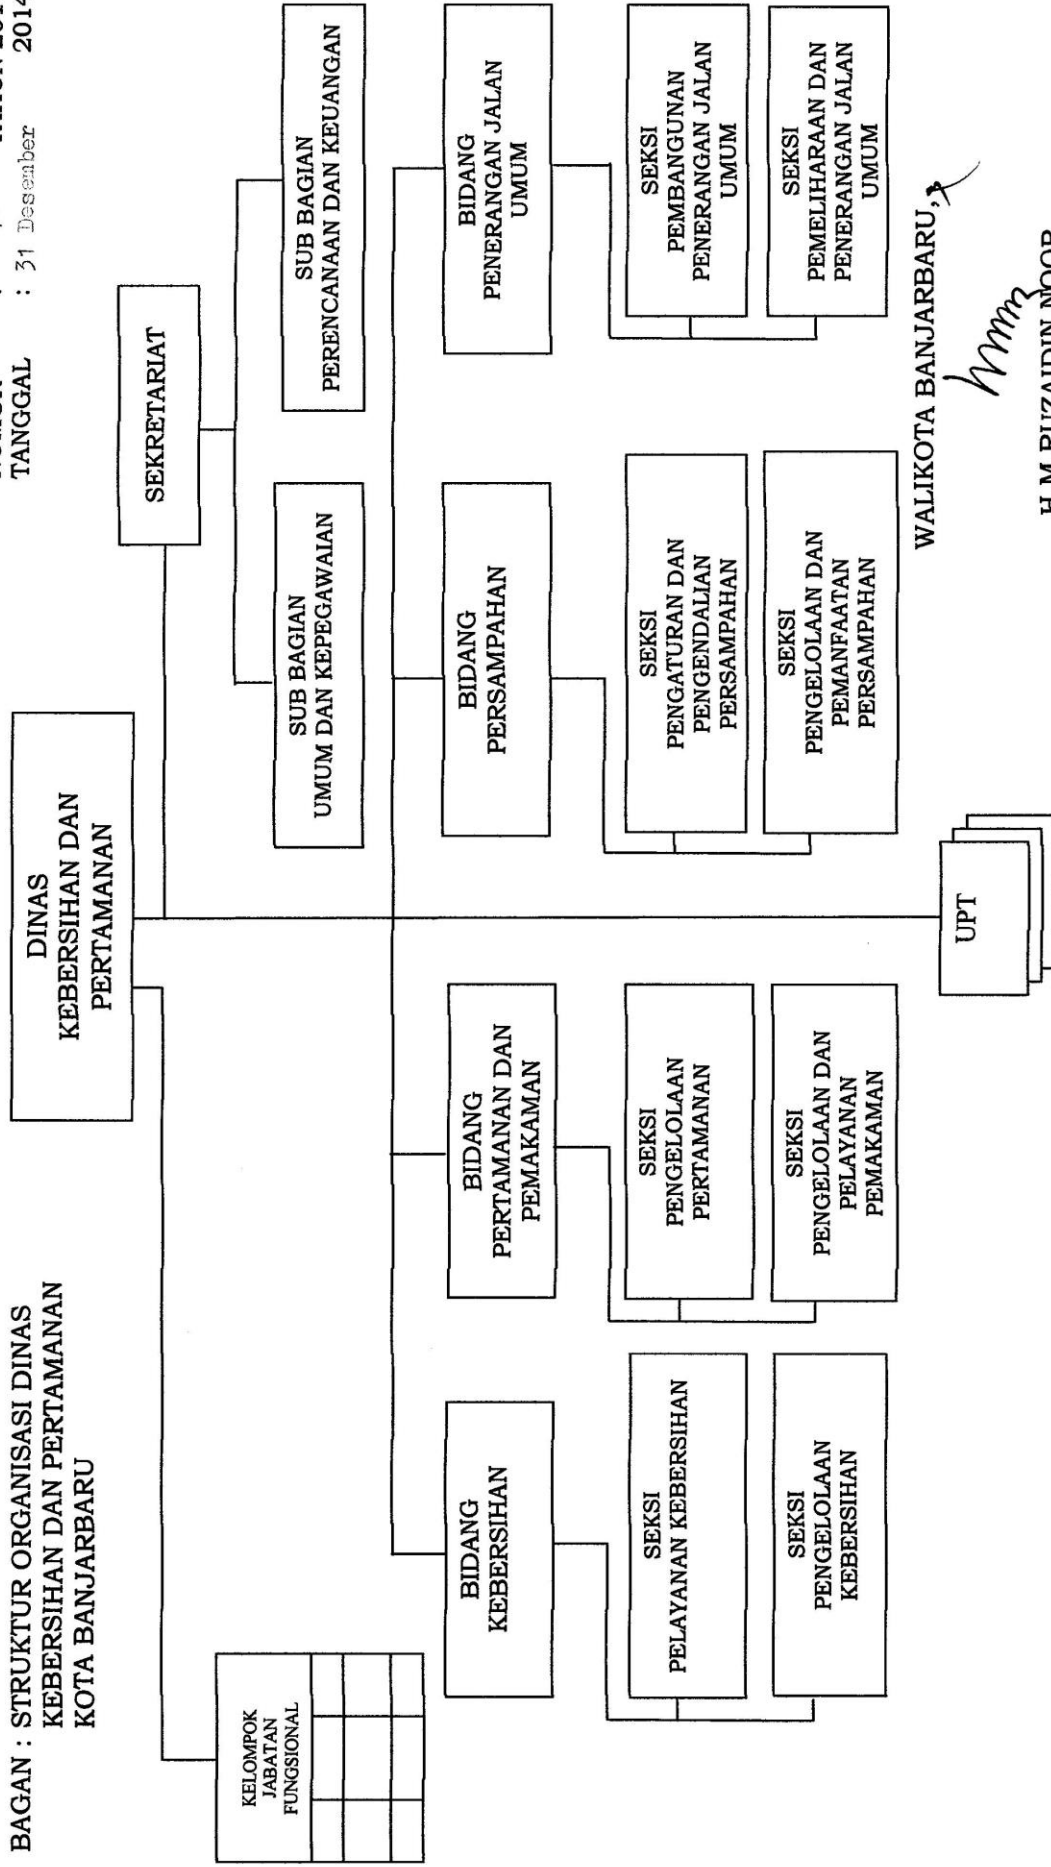 BAGAN : STRUKTUR ORGANISASI DINAS
KEBERSIHAN DAN PERTAMANAN
KOTA BANJARBARU
TANGGAL : 31 Desember 2014
DINAS
KEBERSIHAN DAN
PERTAMANAN
SEKRETARIAT
KELOMPOK
JABATAN
FUNGSIONAL
SUB BAGIAN
UMUM DAN KEPEGAWAIAN
SUB BAGIAN
PERENCANAAN DAN KEUANGAN
BIDANG
KEBERSIHAN
BIDANG
PERTAMANAN DAN
PEMAKAMAN
BIDANG
PERSAMPAHAN
BIDANG
PENERANGAN JALAN
UMUM
SEKSI
PELAYANAN KEBERSIHAN
SEKSI
PENGELOLAAN
PERTAMANAN
SEKSI
PENGATURAN DAN
PENGENDALIAN
PERSAMPAHAN
SEKSI
PEMBANGUNAN
PENERANGAN JALAN
UMUM
SEKSI
PENGELOLAAN
KEBERSIHAN
SEKSI
PENGELOLAAN DAN
PELAYANAN
PEMAKAMAN
SEKSI
PENGELOLAAN DAN
PEMANFAATAN
PERSAMPAHAN
SEKSI
PEMELIHARAAN DAN
PENERANGAN JALAN
UMUM
UPT
WALIKOTA BANJARBARU,
H.M RUZAIDIN NOOR